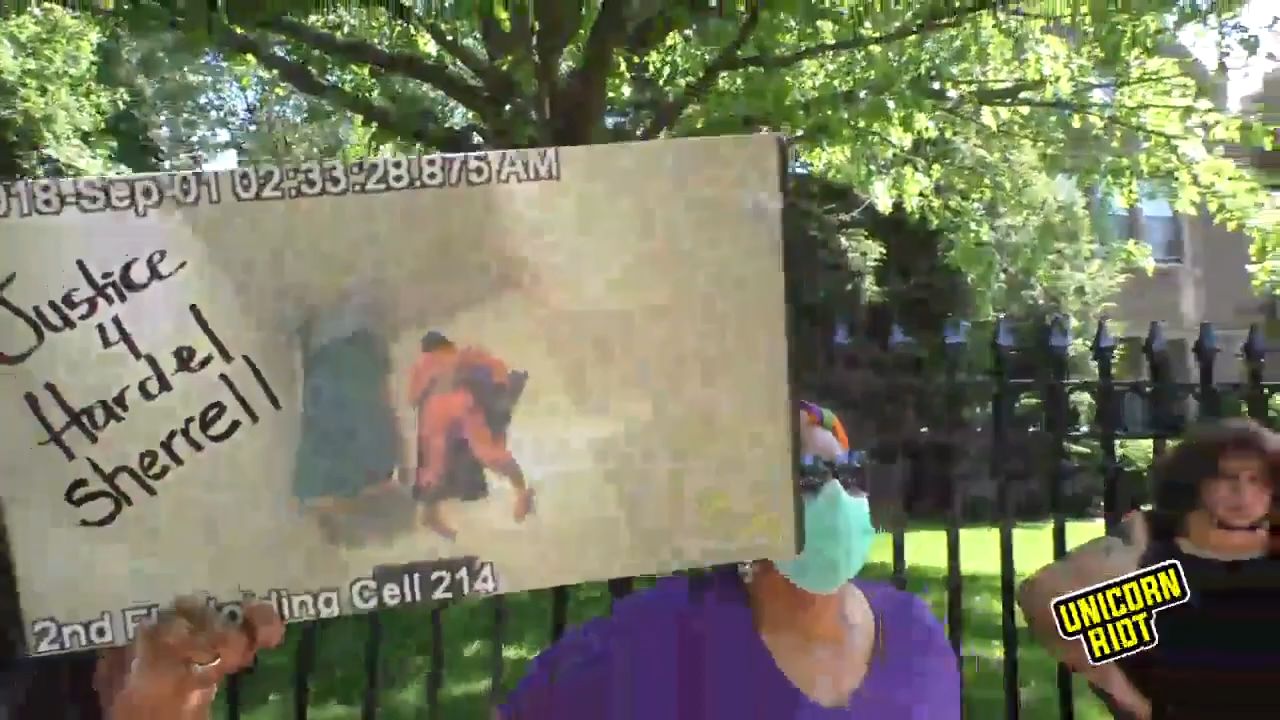 018-Sep-01 02:33:28.875 AM
Justice
4
Hardel
Sherrell
2nd Cell 214
UNICORN
RIOT